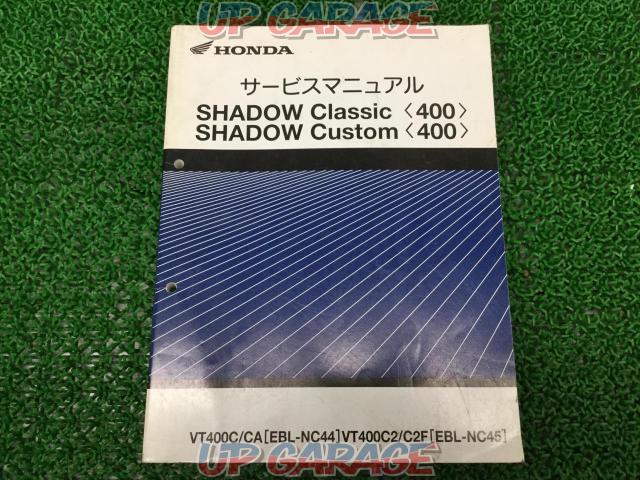 UP GARAGE
HONDA
サービスマニュアル
SHADOW Classic〈400〉
SHADOW Custom〈400〉
VT400C/CA[EBL-NC44]VT400C2/C2F[EBL-NC45]
UP GARAGE